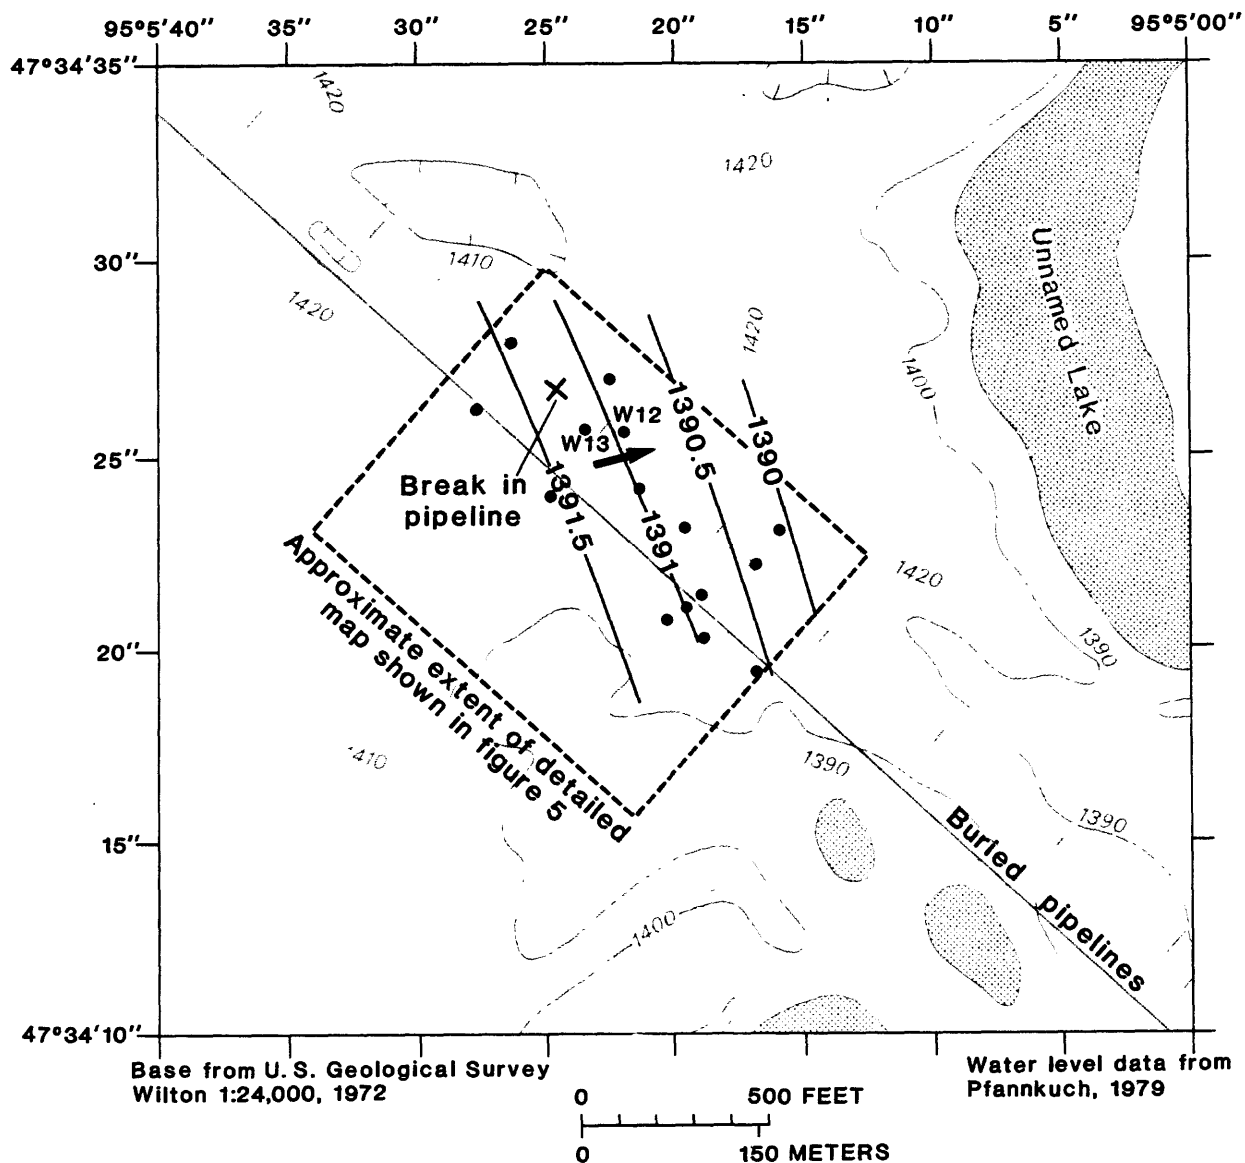 95°5'40" 35" 30" 25" 20" 15" 10" 5" 95°5'00"
47°34'35"
1420
1420
Unnamed Lake
30"
1410
1420
1420
1400
W12
1390.5
1390
W13
25"
Break in
pipeline
1391.5
1391
1420
Approximate extent of detailed
map shown in figure 5
20"
1390
1410
1390
1390
15"
Buried pipelines
1400
47°34'10"
Base from U.S. Geological Survey
Wilton 1:24,000, 1972
Water level data from
Pfannkuch, 1979
0 500 FEET
0 150 METERS